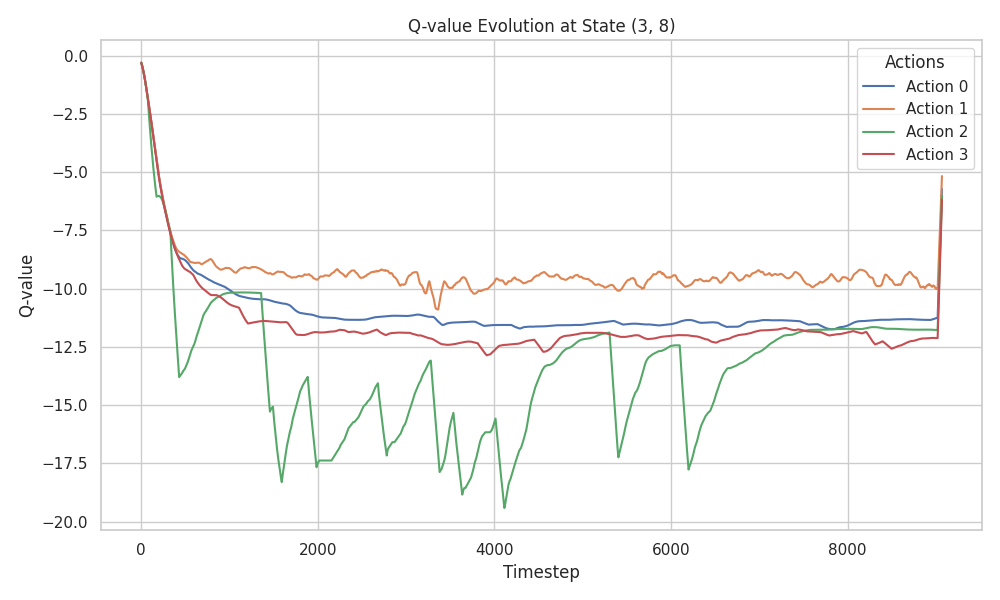 Q-value Evolution at State (3, 8)
Actions
Action 0
Action 1
Action 2
Action 3
Q-value
0.0
−2.5
−5.0
−7.5
−10.0
−12.5
−15.0
−17.5
−20.0
0
2000
4000
6000
8000
Timestep